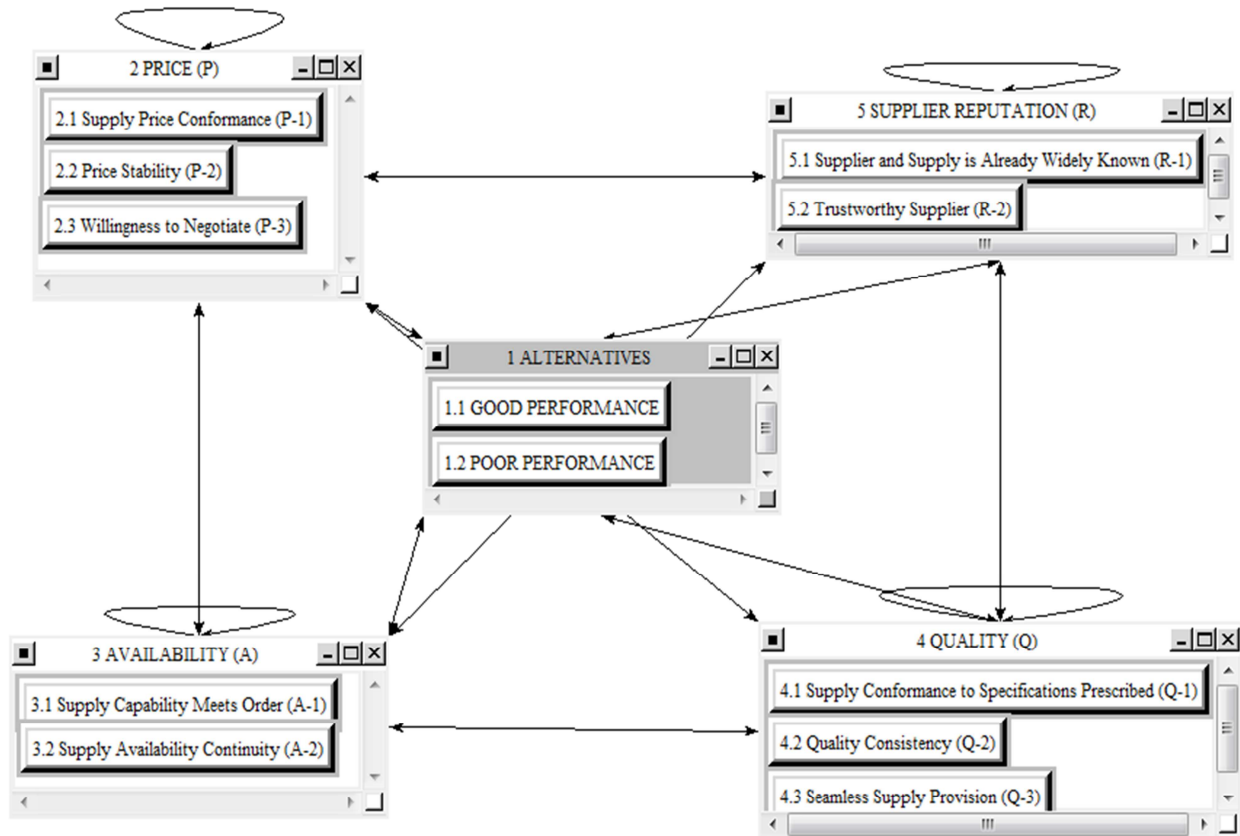 2 PRICE (P)
2.1 Supply Price Conformance (P-1)
2.2 Price Stability (P-2)
2.3 Willingness to Negotiate (P-3)
5 SUPPLIER REPUTATION (R)
5.1 Supplier and Supply is Already Widely Known (R-1)
5.2 Trustworthy Supplier (R-2)
1 ALTERNATIVES
1.1 GOOD PERFORMANCE
1.2 POOR PERFORMANCE
3 AVAILABILITY (A)
3.1 Supply Capability Meets Order (A-1)
3.2 Supply Availability Continuity (A-2)
4 QUALITY (Q)
4.1 Supply Conformance to Specifications Prescribed (Q-1)
4.2 Quality Consistency (Q-2)
4.3 Seamless Supply Provision (Q-3)